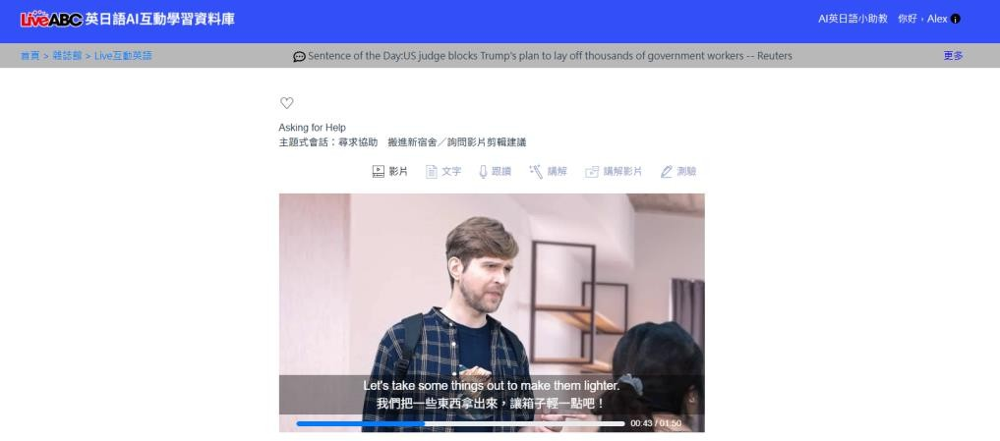 LiveABC 英日語AI互動學習資料庫
AI英日語小助教 你好，Alex
首頁 > 雜誌館 > Live互動英語
Sentence of the Day:US judge blocks Trump's plan to lay off thousands of government workers -- Reuters
更多
Asking for Help
主題式會話：尋求協助 搬進新宿舍／詢問影片剪輯建議
影片 文字 跟讀 講解 講解影片 測驗
Let's take some things out to make them lighter.
我們把一些東西拿出來，讓箱子輕一點吧！
00:43 / 01:50